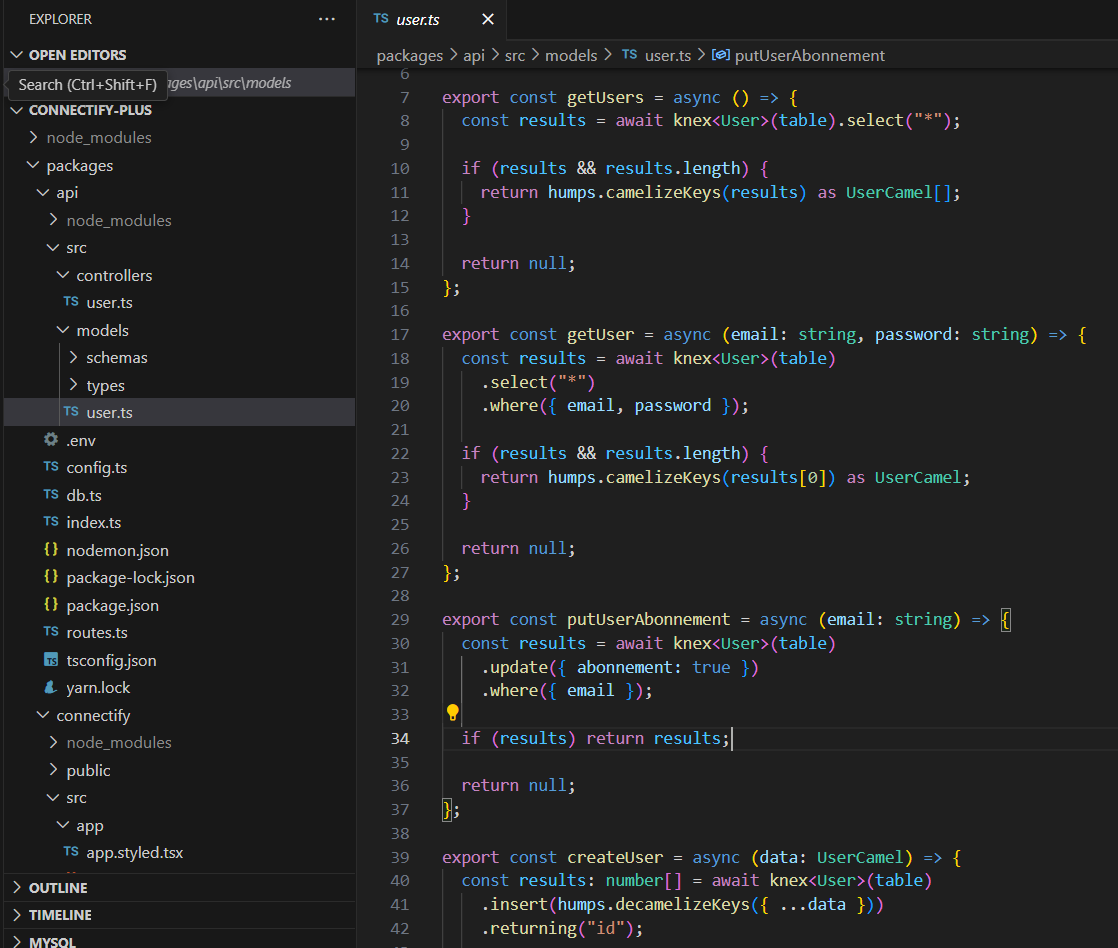 EXPLORER
OPEN EDITORS
Search (Ctrl+Shift+F)
ages\api\src\models
CONNECTIFY-PLUS
node_modules
packages
api
node_modules
src
controllers
TS user.ts
models
schemas
types
TS user.ts
.env
TS config.ts
TS db.ts
TS index.ts
{} nodemon.json
{} package-lock.json
{} package.json
TS routes.ts
TS tsconfig.json
yarn.lock
connectify
node_modules
public
src
app
TS app.styled.tsx
OUTLINE
TIMELINE
MYSQL
TS user.ts
packages > api > src > models > TS user.ts > putUserAbonnement
6
7 export const getUsers = async () => {
8   const results = await knex<User>(table).select("*");
9
10   if (results && results.length) {
11     return humps.camelizeKeys(results) as UserCamel[];
12   }
13
14   return null;
15 };
16
17 export const getUser = async (email: string, password: string) => {
18   const results = await knex<User>(table)
19     .select("*")
20     .where({ email, password });
21
22   if (results && results.length) {
23     return humps.camelizeKeys(results[0]) as UserCamel;
24   }
25
26   return null;
27 };
28
29 export const putUserAbonnement = async (email: string) => {
30   const results = await knex<User>(table)
31     .update({ abonnement: true })
32     .where({ email });
33
34   if (results) return results;
35
36   return null;
37 };
38
39 export const createUser = async (data: UserCamel) => {
40   const results: number[] = await knex<User>(table)
41     .insert(humps.decamelizeKeys({ ...data }))
42     .returning("id");